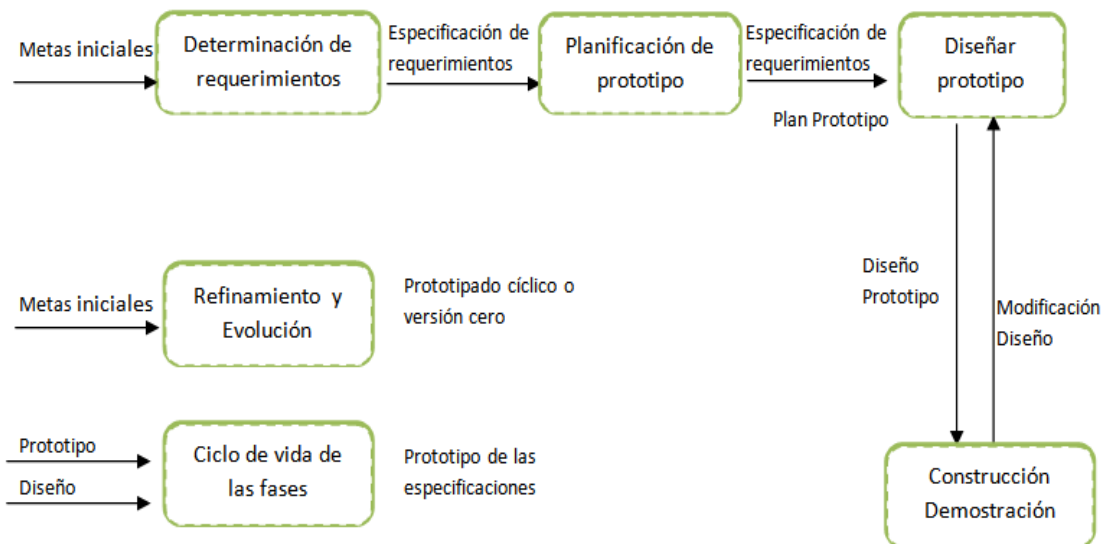 Metas iniciales
Determinación de
requerimientos
Especificación de
requerimientos
Planificación de
prototipo
Especificación de
requerimientos
Plan Prototipo
Diseñar
prototipo
Diseño
Prototipo
Modificación
Diseño
Metas iniciales
Refinamiento y
Evolución
Prototipado cíclico o
versión cero
Prototipo
Diseño
Ciclo de vida de
las fases
Prototipo de las
especificaciones
Construcción
Demostración